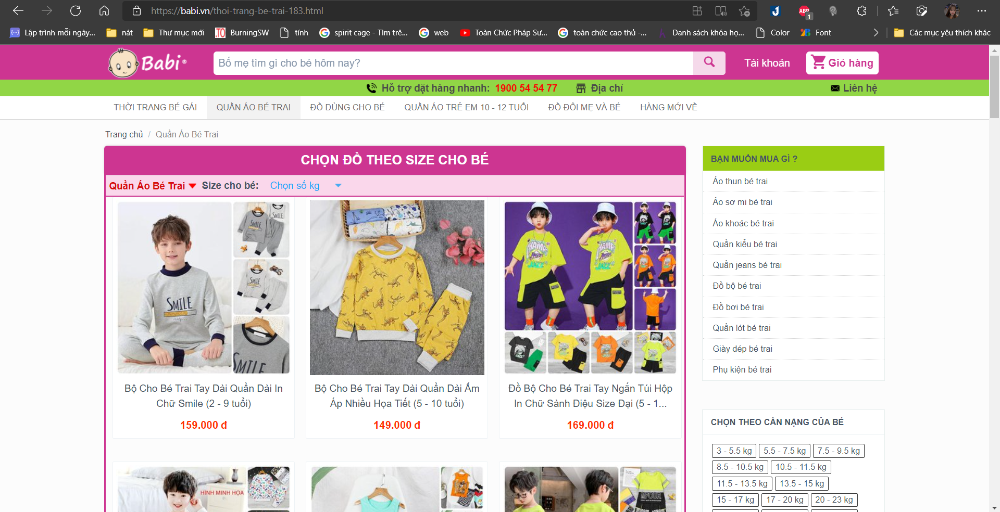 https://babi.vn/thoi-trang-be-trai-183.html
ABP
1
Lập trình mỗi ngày...
nát
Thư mục mới
.TO BurningSW
tính
spirit cage - Tìm trê...
web
Toàn Chức Pháp Sư...
toàn chức cao thủ -...
Danh sách khóa họ...
Color
Font
Các mục yêu thích khác
Babi®
Bố mẹ tìm gì cho bé hôm nay?
Tài khoản
Giỏ hàng
Hỗ trợ đặt hàng nhanh: 1900 54 54 77
Địa chỉ
Liên hệ
THỜI TRANG BÉ GÁI
QUẦN ÁO BÉ TRAI
ĐỒ DÙNG CHO BÉ
QUẦN ÁO TRẺ EM 10 - 12 TUỔI
ĐỒ ĐÔI MẸ VÀ BÉ
HÀNG MỚI VỀ
Trang chủ / Quần Áo Bé Trai
CHỌN ĐỒ THEO SIZE CHO BÉ
Quần Áo Bé Trai
Size cho bé:
Chọn số kg
SMILE
SMILE
SMILE
SMILE
Bộ Cho Bé Trai Tay Dài Quần Dài In
Chữ Smile (2 - 9 tuổi)
159.000 đ
Bộ Cho Bé Trai Tay Dài Quần Dài Ấm
Áp Nhiều Họa Tiết (5 - 10 tuổi)
149.000 đ
Đồ Bộ Cho Bé Trai Tay Ngắn Túi Hộp
In Chữ Sành Điệu Size Đại (5 - 1...
169.000 đ
HÌNH MINH HỌA
BẠN MUỐN MUA GÌ ?
Áo thun bé trai
Áo sơ mi bé trai
Áo khoác bé trai
Quần kiểu bé trai
Quần jeans bé trai
Đồ bộ bé trai
Đồ bơi bé trai
Quần lót bé trai
Giày dép bé trai
Phụ kiện bé trai
CHỌN THEO CÂN NẶNG CỦA BÉ
3 - 5.5 kg
5.5 - 7.5 kg
7.5 - 9.5 kg
8.5 - 10.5 kg
10.5 - 11.5 kg
11.5 - 13.5 kg
13.5 - 15 kg
15 - 17 kg
17 - 20 kg
20 - 23 kg